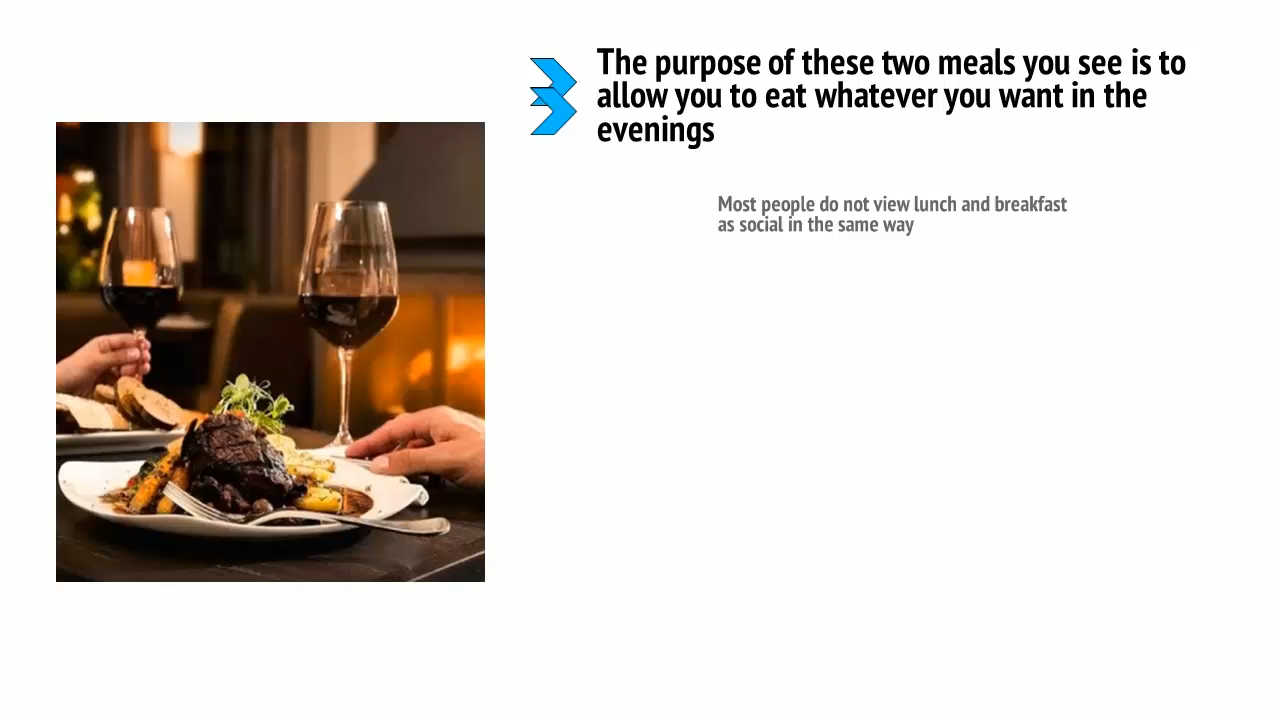 The purpose of these two meals you see is to
allow you to eat whatever you want in the
evenings
Most people do not view lunch and breakfast
as social in the same way